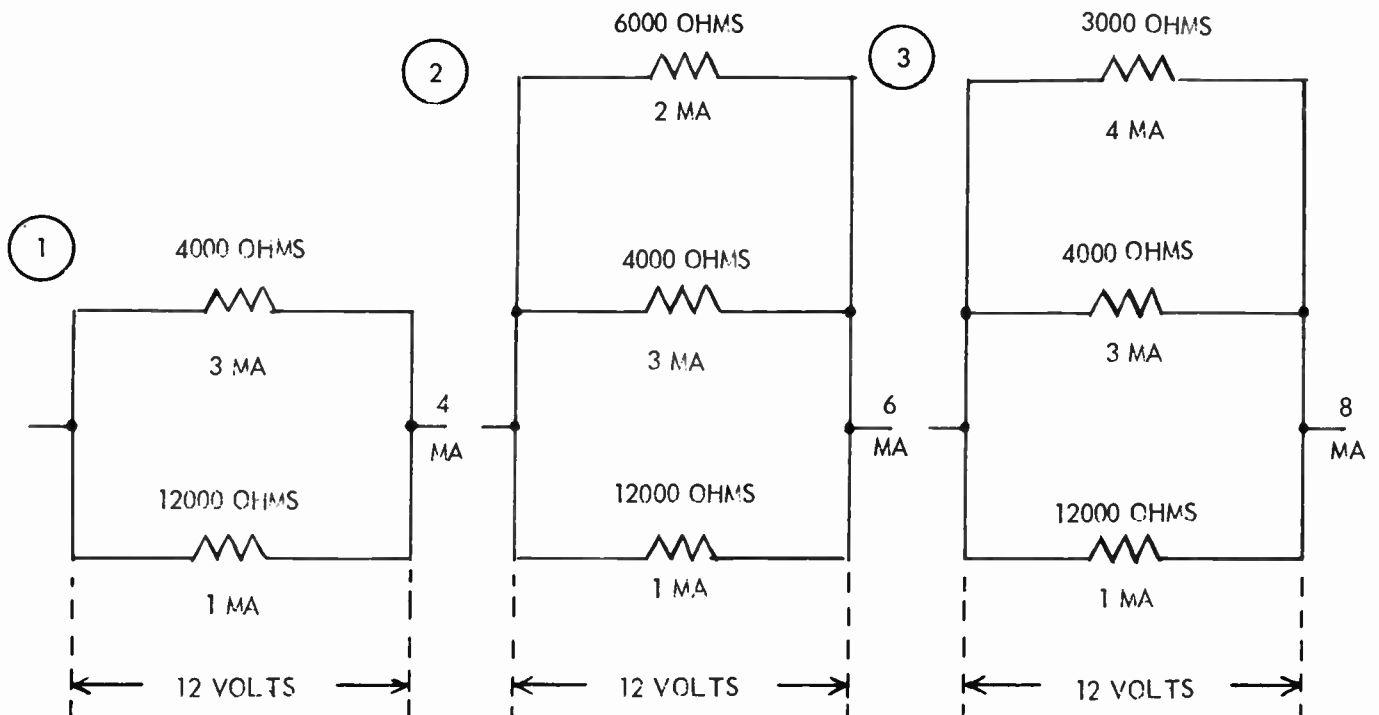 1
4000 OHMS
3 MA
4
MA
12000 OHMS
1 MA
12 VOLTS
2
6000 OHMS
2 MA
4000 OHMS
3 MA
6
MA
12000 OHMS
1 MA
12 VOLTS
3
3000 OHMS
4 MA
4000 OHMS
3 MA
8
MA
12000 OHMS
1 MA
12 VOLTS